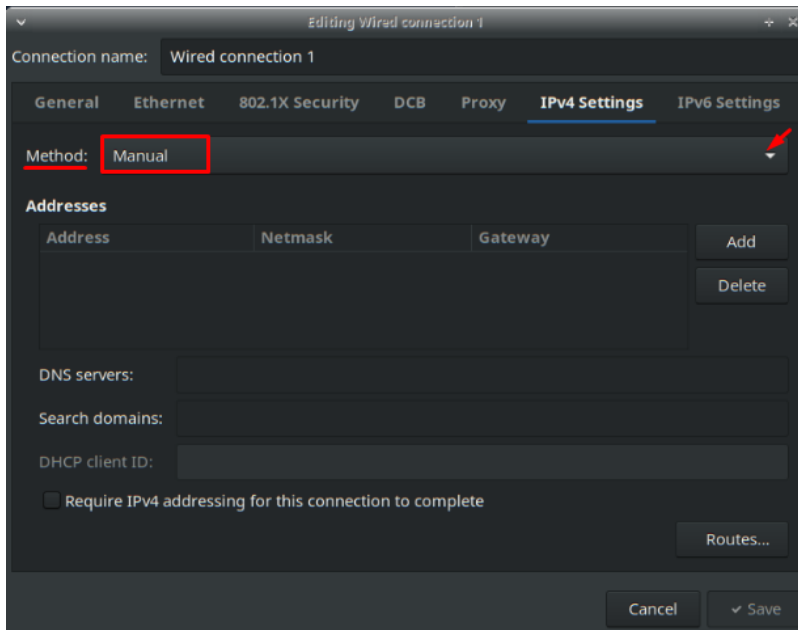 Editing Wired connection 1
Connection name: Wired connection 1
General Ethernet 802.1X Security DCB Proxy IPv4 Settings IPv6 Settings
Method: Manual
Addresses
Address Netmask Gateway
Add
Delete
DNS servers:
Search domains:
DHCP client ID:
Require IPv4 addressing for this connection to complete
Routes...
Cancel Save